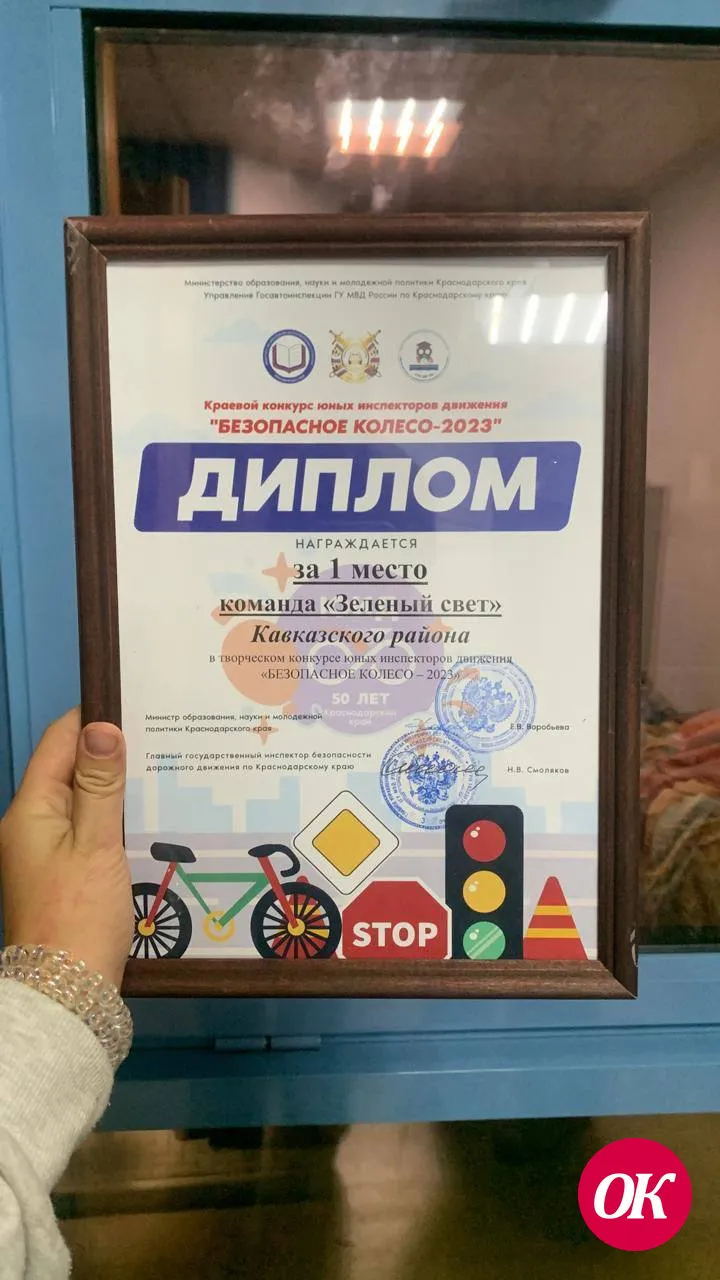 Министерство образования, науки и молодежной политики Краснодарского края
Управление Госавтоинспекции ГУ МВД России по Краснодарскому краю
Краевой конкурс юных инспекторов движения
"БЕЗОПАСНОЕ КОЛЕСО-2023"
ДИПЛОМ
НАГРАЖДАЕТСЯ
за 1 место
команда «Зеленый свет»
Кавказского района
в творческом конкурсе юных инспекторов движения
«БЕЗОПАСНОЕ КОЛЕСО – 2023»
50 ЛЕТ
Краснодарский
край
Министр образования, науки и молодежной
политики Краснодарского края
Е.В. Воробьева
Главный государственный инспектор безопасности
дорожного движения по Краснодарскому краю
Н.В. Смоляков
STOP
ОК